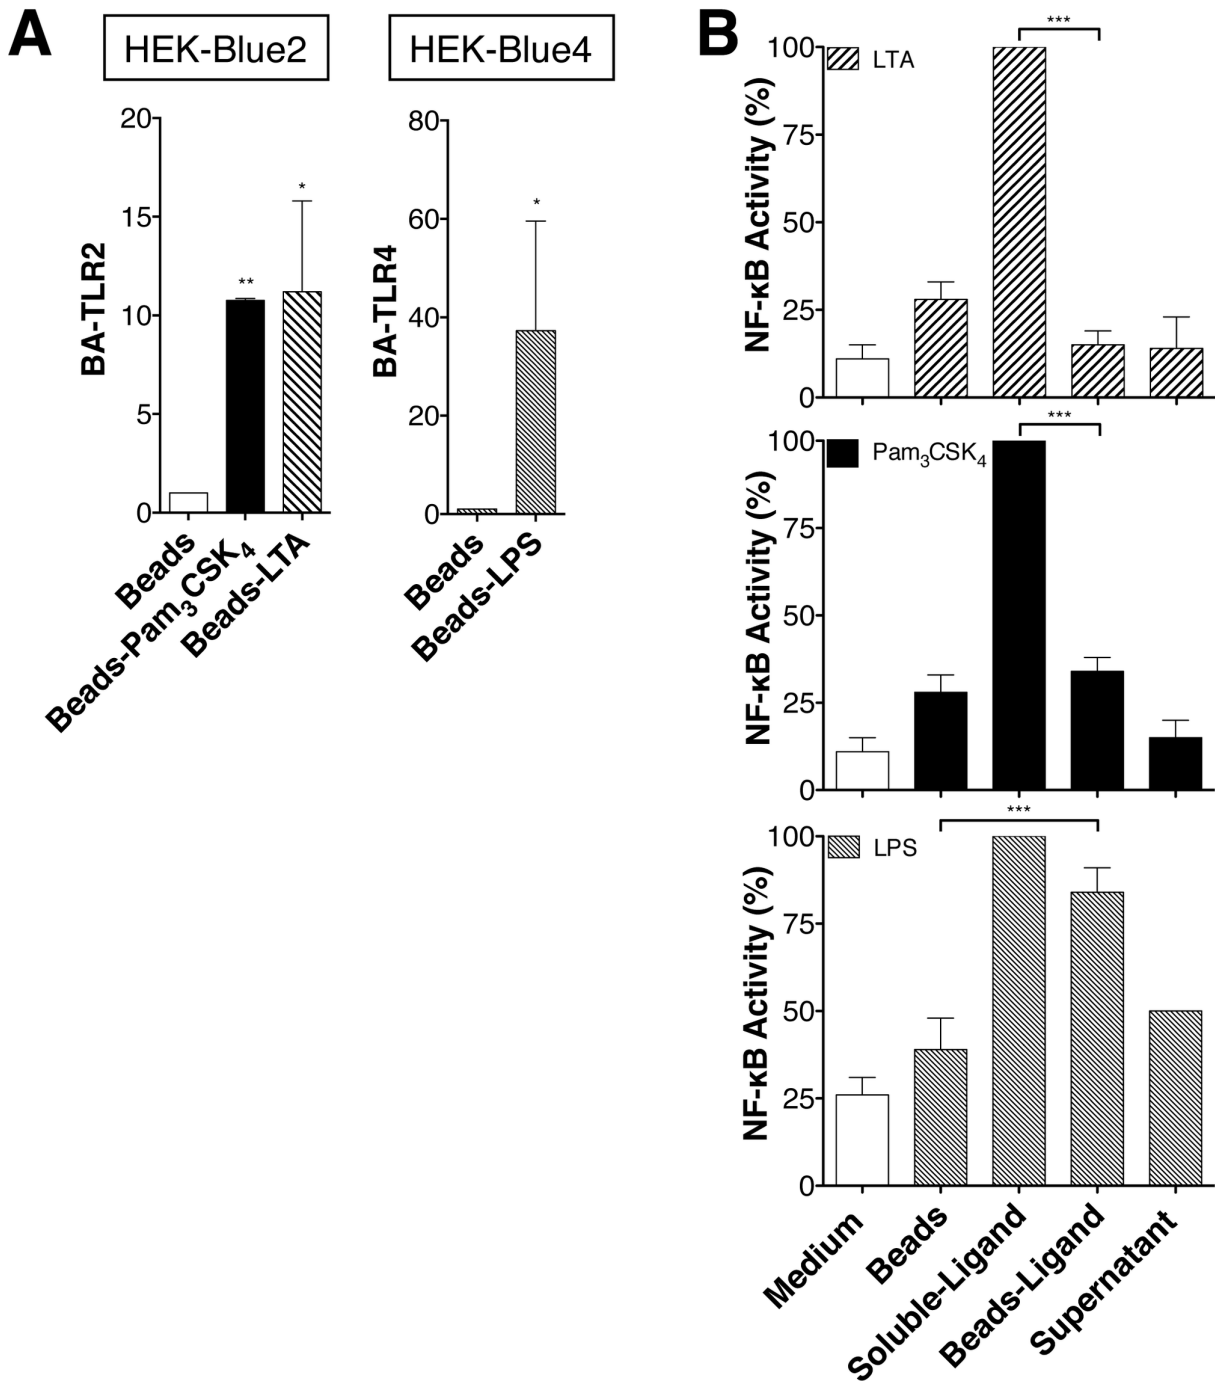 A
HEK-Blue2
HEK-Blue4
BA-TLR2
20
15
10
5
0
*
**
Beads
Beads-Pam3CSK4
Beads-LTA
BA-TLR4
80
60
40
20
0
*
Beads
Beads-LPS
B
***
LTA
NF-κB Activity (%)
100
75
50
25
0
***
Pam3CSK4
NF-κB Activity (%)
100
75
50
25
0
***
LPS
NF-κB Activity (%)
100
75
50
25
0
Medium
Beads
Soluble-Ligand
Beads-Ligand
Supernatant